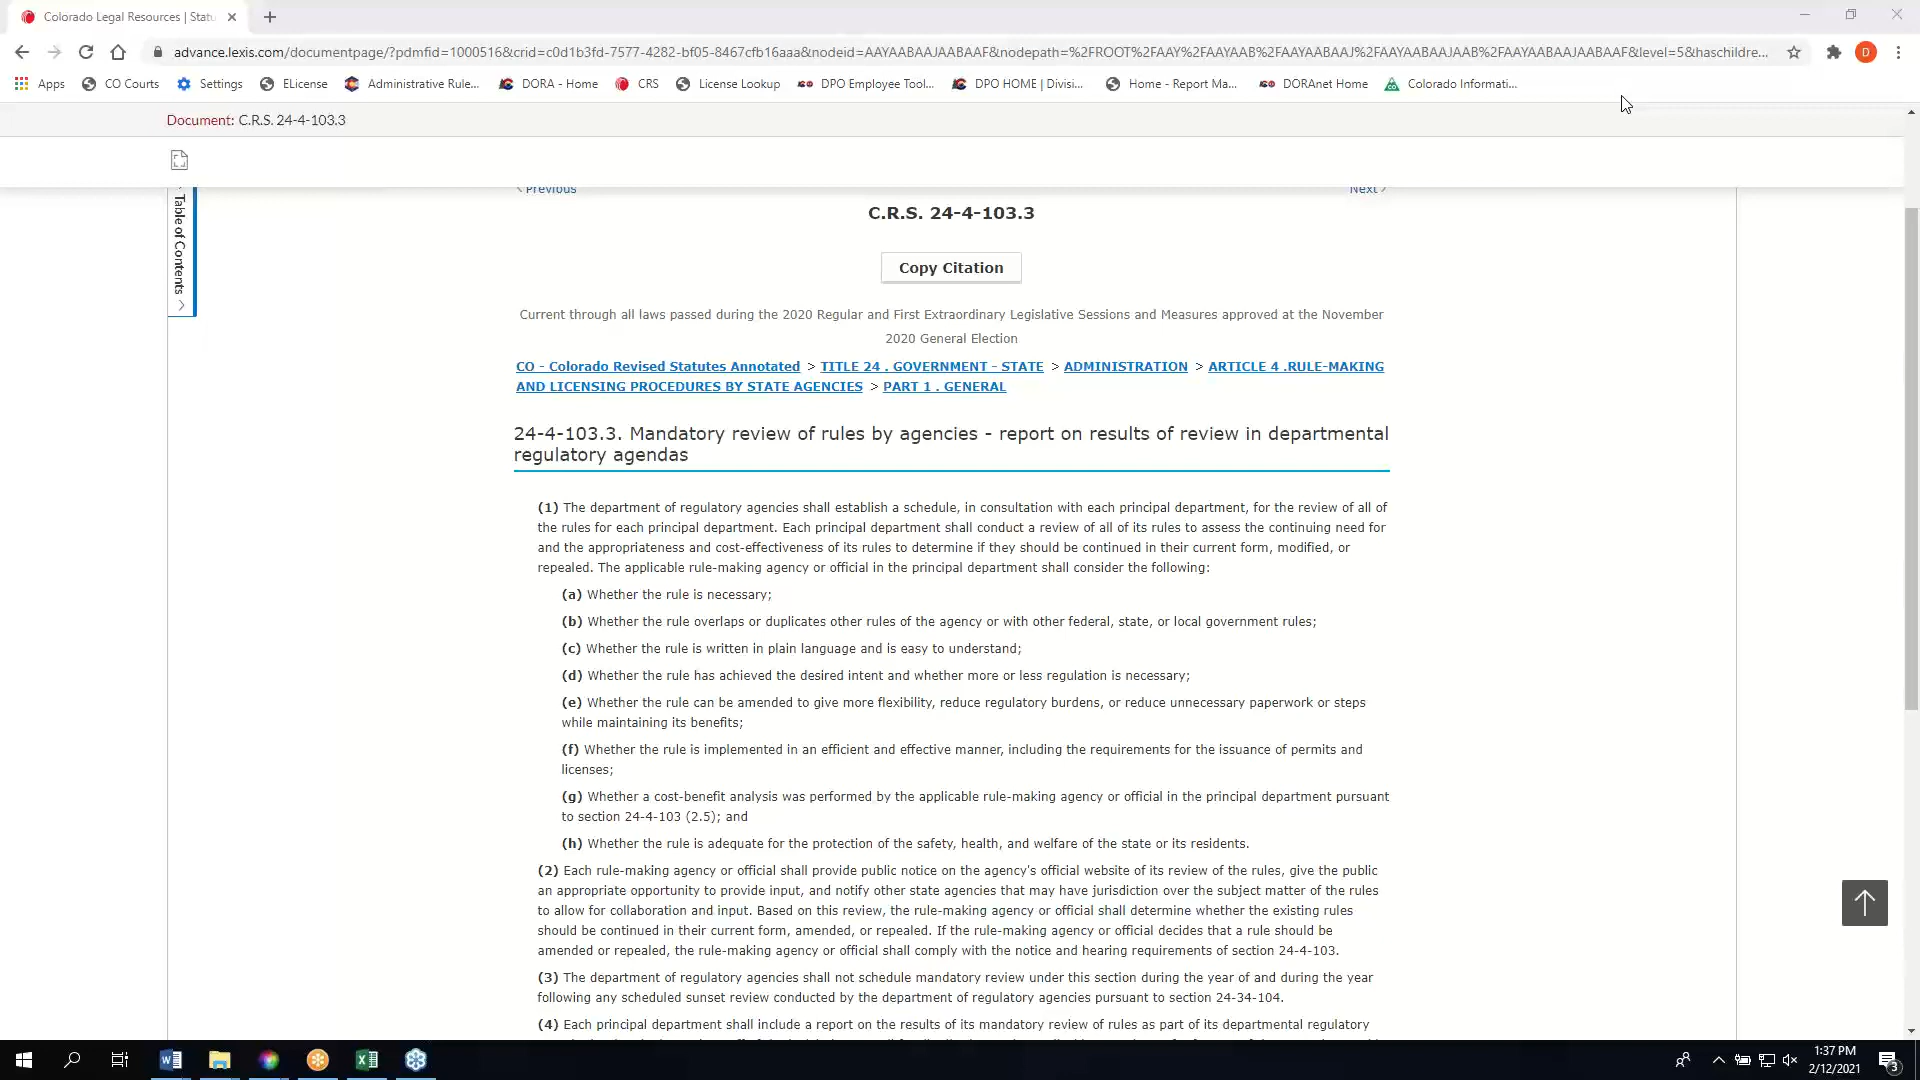 Colorado Legal Resources | Statu
advance.lexis.com/documentpage/?pdmfid=1000516&crid=c0d1b3fd-7577-4282-bf05-8467cfb16aaa&nodeid=AAYAABAAJAABAAF&nodepath=%2FROOT%2FAAY%2FAAYAAB%2FAAYAABAAJ%2FAAYAABAAJAAB%2FAAYAABAAJAABAAF&level=5&haschildre...
D
Apps CO Courts Settings ELicense Administrative Rule... DORA - Home CRS License Lookup DPO Employee Tool... DPO HOME | Divisi... Home - Report Ma... DORAnet Home Colorado Informati...
Document: C.R.S. 24-4-103.3
Table of Contents
Previous Next
C.R.S. 24-4-103.3
Copy Citation
Current through all laws passed during the 2020 Regular and First Extraordinary Legislative Sessions and Measures approved at the November
2020 General Election
CO - Colorado Revised Statutes Annotated > TITLE 24 . GOVERNMENT - STATE > ADMINISTRATION > ARTICLE 4 .RULE-MAKING
AND LICENSING PROCEDURES BY STATE AGENCIES > PART 1 . GENERAL
24-4-103.3. Mandatory review of rules by agencies - report on results of review in departmental
regulatory agendas
(1) The department of regulatory agencies shall establish a schedule, in consultation with each principal department, for the review of all of
the rules for each principal department. Each principal department shall conduct a review of all of its rules to assess the continuing need for
and the appropriateness and cost-effectiveness of its rules to determine if they should be continued in their current form, modified, or
repealed. The applicable rule-making agency or official in the principal department shall consider the following:
(a) Whether the rule is necessary;
(b) Whether the rule overlaps or duplicates other rules of the agency or with other federal, state, or local government rules;
(c) Whether the rule is written in plain language and is easy to understand;
(d) Whether the rule has achieved the desired intent and whether more or less regulation is necessary;
(e) Whether the rule can be amended to give more flexibility, reduce regulatory burdens, or reduce unnecessary paperwork or steps
while maintaining its benefits;
(f) Whether the rule is implemented in an efficient and effective manner, including the requirements for the issuance of permits and
licenses;
(g) Whether a cost-benefit analysis was performed by the applicable rule-making agency or official in the principal department pursuant
to section 24-4-103 (2.5); and
(h) Whether the rule is adequate for the protection of the safety, health, and welfare of the state or its residents.
(2) Each rule-making agency or official shall provide public notice on the agency's official website of its review of the rules, give the public
an appropriate opportunity to provide input, and notify other state agencies that may have jurisdiction over the subject matter of the rules
to allow for collaboration and input. Based on this review, the rule-making agency or official shall determine whether the existing rules
should be continued in their current form, amended, or repealed. If the rule-making agency or official decides that a rule should be
amended or repealed, the rule-making agency or official shall comply with the notice and hearing requirements of section 24-4-103.
(3) The department of regulatory agencies shall not schedule mandatory review under this section during the year of and during the year
following any scheduled sunset review conducted by the department of regulatory agencies pursuant to section 24-34-104.
(4) Each principal department shall include a report on the results of its mandatory review of rules as part of its departmental regulatory
1:37 PM
2/12/2021
3